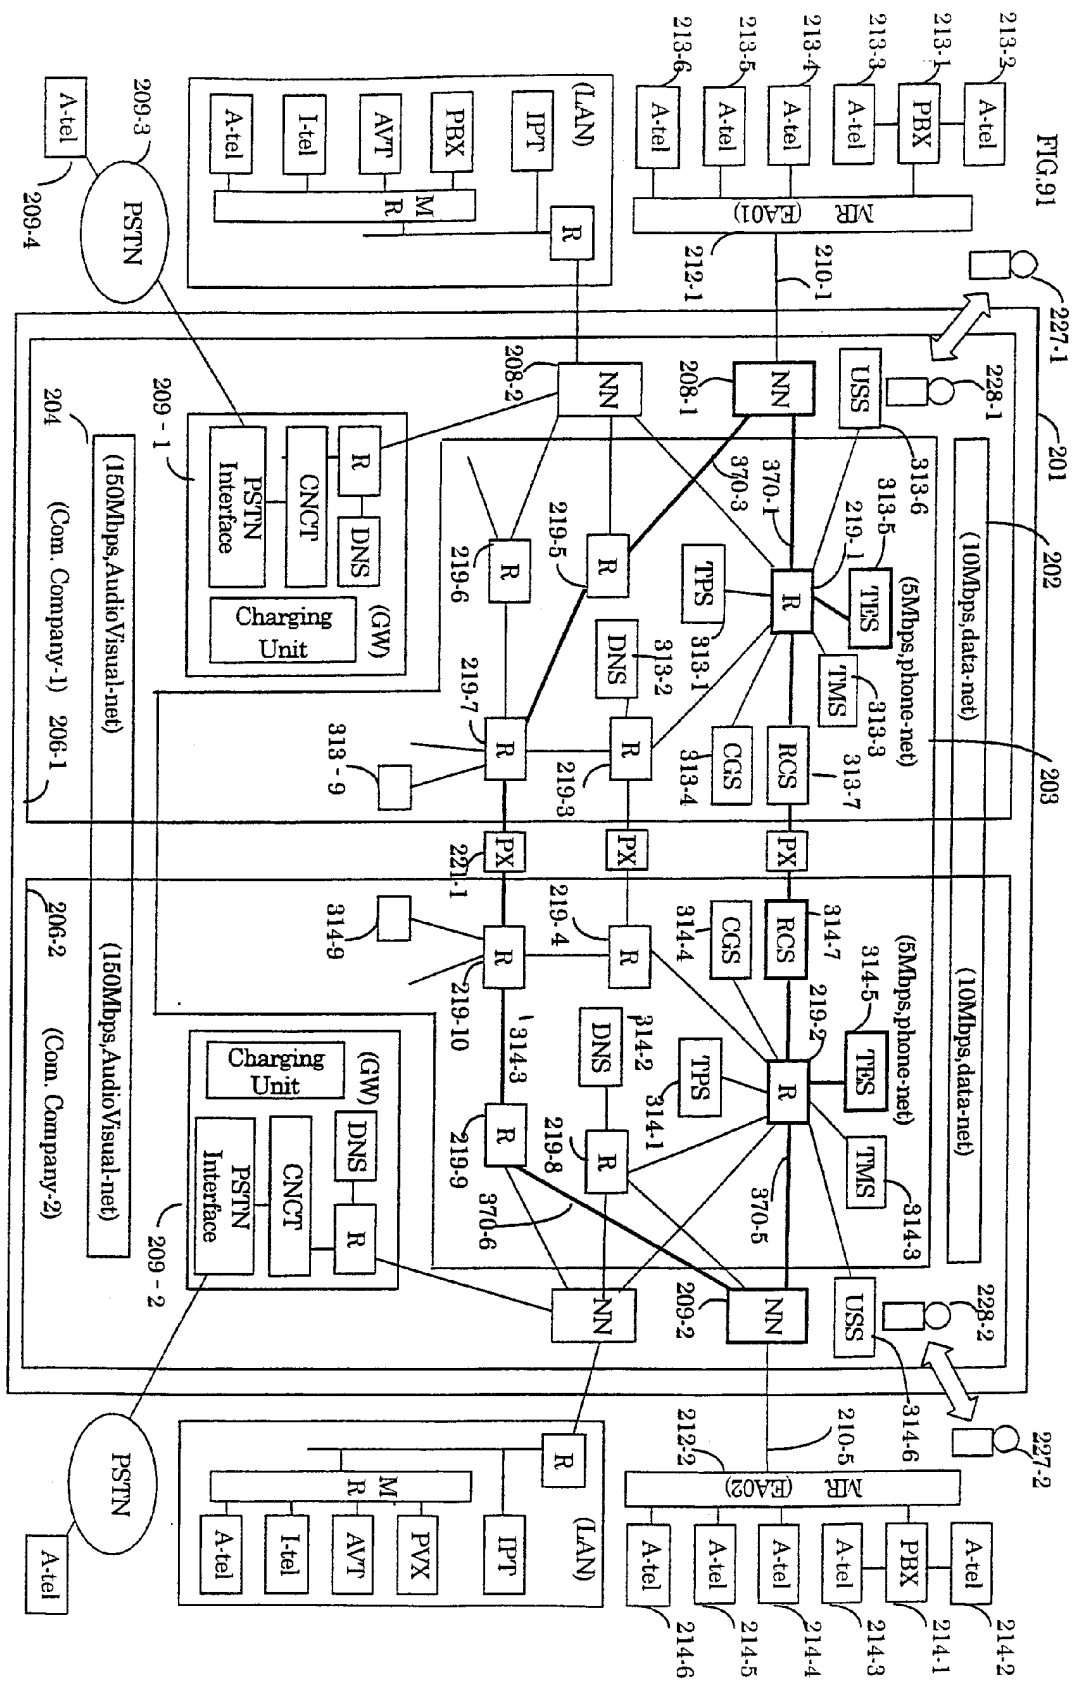 FIG.91
213-2
213-1
213-3
213-4
213-5
213-6
A-tel
PBX
A-tel
A-tel
A-tel
A-tel
MR (EA01)
212-1
210-1
227-1
228-1
201
202
203
(LAN)
IPT
PBX
AVT
I-tel
A-tel
M
R
R
209-3
A-tel
209-4
PSTN
USS
313-6
NN
208-1
NN
208-2
370-1
370-3
(10Mbps,data-net)
(5Mbps,phone-net)
313-5
219-1
TES
R
TMS
313-3
TPS
313-1
DNS
313-2
RCS
313-7
CGS
313-4
R
219-5
R
219-6
R
219-3
R
219-7
313-9
209-1
R
DNS
CNCT
PSTN
Interface
(GW)
Charging
Unit
204
(150Mbps,AudioVisual-net)
(Com. Company-1)
206-1
PX
PX
PX
221-1
(10Mbps,data-net)
(5Mbps,phone-net)
314-5
TES
219-2
R
RCS
314-7
CGS
314-4
TMS
314-3
TPS
314-1
DNS
314-2
R
219-4
R
219-10
314-3
R
219-8
R
219-9
314-9
370-5
370-6
USS
314-6
228-2
227-2
NN
209-2
NN
(GW)
Charging
Unit
DNS
R
CNCT
PSTN
Interface
209-2
(150Mbps,AudioVisual-net)
(Com. Company-2)
206-2
210-5
212-2
MR (EA02)
A-tel
PBX
A-tel
A-tel
A-tel
A-tel
214-2
214-1
214-3
214-4
214-5
214-6
(LAN)
R
IPT
PVX
AVT
I-tel
A-tel
M
R
PSTN
A-tel